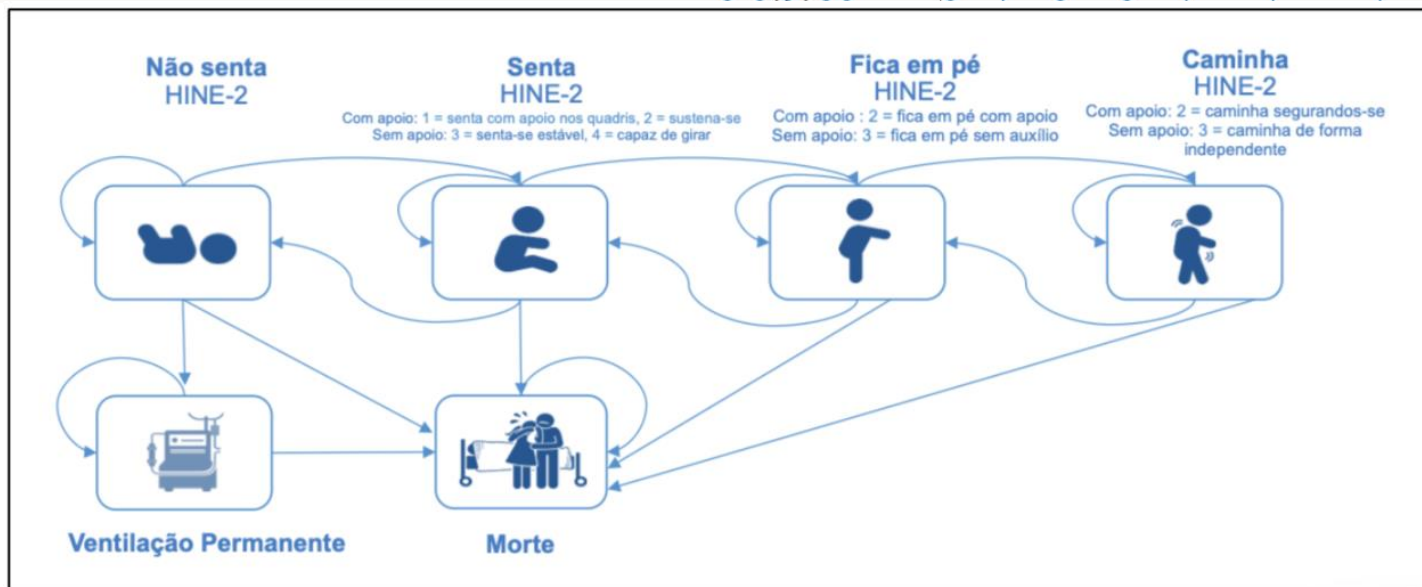 Não senta
HINE-2
Senta
HINE-2
Com apoio: 1 = senta com apoio nos quadris, 2 = sustena-se
Sem apoio: 3 = senta-se estável, 4 = capaz de girar
Fica em pé
HINE-2
Com apoio : 2 = fica em pé com apoio
Sem apoio: 3 = fica em pé sem auxílio
Caminha
HINE-2
Com apoio: 2 = caminha segurandos-se
Sem apoio: 3 = caminha de forma
independente
Ventilação Permanente
Morte